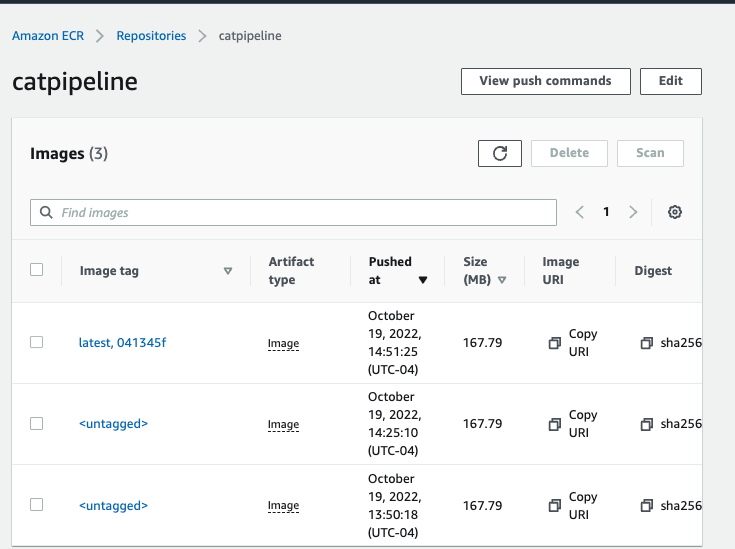 Amazon ECR > Repositories > catpipeline
catpipeline
View push commands
Edit
Images (3)
Delete
Scan
Find images
1
Image tag
Artifact
type
Pushed
at
Size
(MB)
Image
URI
Digest
latest, 041345f
Image
October
19, 2022,
14:51:25
(UTC-04)
167.79
Copy
URI
sha256
<untagged>
Image
October
19, 2022,
14:25:10
(UTC-04)
167.79
Copy
URI
sha256
<untagged>
Image
October
19, 2022,
13:50:18
(UTC-04)
167.79
Copy
URI
sha256